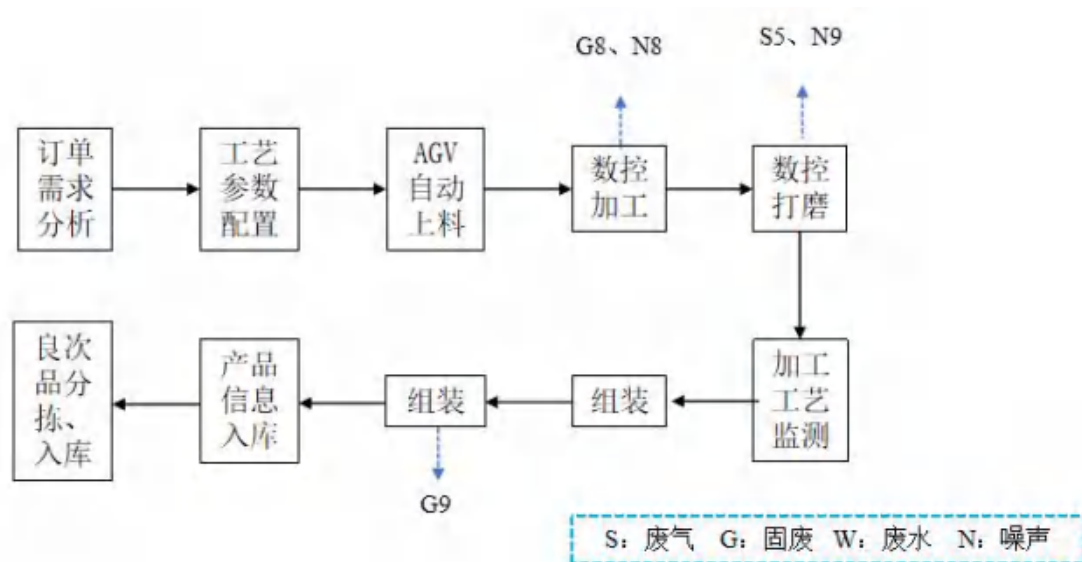 G8、N8
S5、N9
订单
需求
分析
工艺
参数
配置
AGV
自动
上料
数控
加工
数控
打磨
加工
工艺
监测
组装
组装
产品
信息
入库
良次
品分
拣、
入库
G9
S：废气 G：固废 W：废水 N：噪声